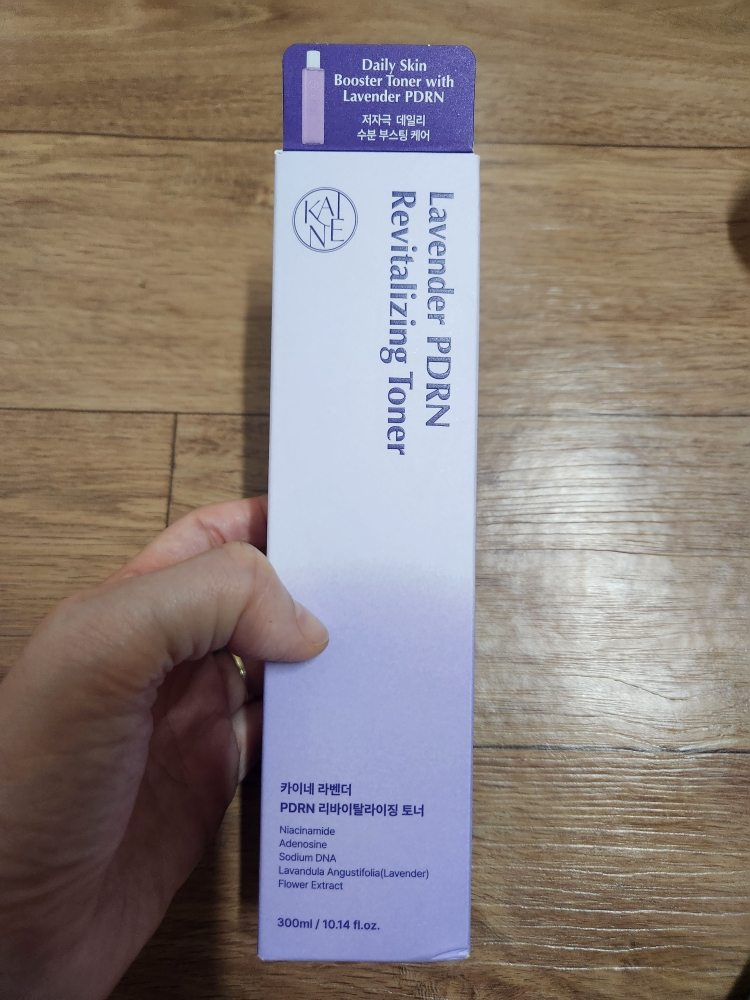 Daily Skin
Booster Toner with
Lavender PDRN
저자극 데일리
수분 부스팅 케어
KAI
NE
Lavender PDRN
Revitalizing Toner
카이네 라벤더
PDRN 리바이탈라이징 토너
Niacinamide
Adenosine
Sodium DNA
Lavandula Angustifolia(Lavender)
Flower Extract
300ml / 10.14 fl.oz.